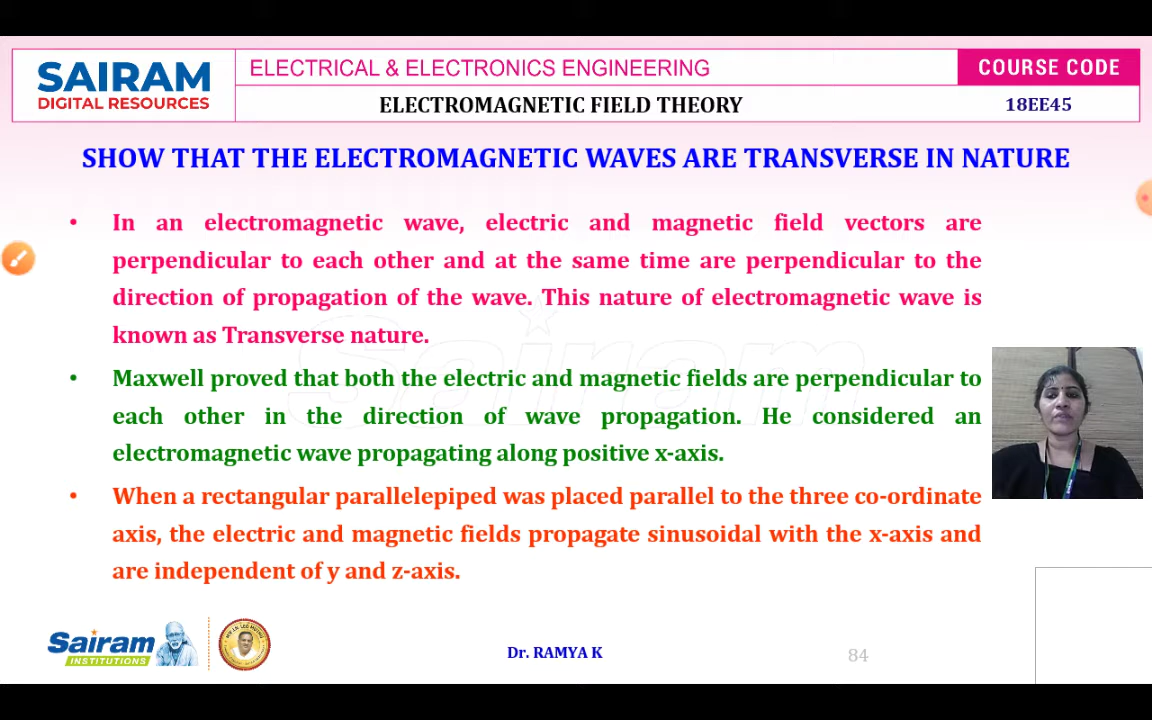 SAIRAM
DIGITAL RESOURCES
ELECTRICAL & ELECTRONICS ENGINEERING
COURSE CODE
ELECTROMAGNETIC FIELD THEORY
18EE45
SHOW THAT THE ELECTROMAGNETIC WAVES ARE TRANSVERSE IN NATURE
• In an electromagnetic wave, electric and magnetic field vectors are
perpendicular to each other and at the same time are perpendicular to the
direction of propagation of the wave. This nature of electromagnetic wave is
known as Transverse nature.
• Maxwell proved that both the electric and magnetic fields are perpendicular to
each other in the direction of wave propagation. He considered an
electromagnetic wave propagating along positive x-axis.
• When a rectangular parallelepiped was placed parallel to the three co-ordinate
axis, the electric and magnetic fields propagate sinusoidal with the x-axis and
are independent of y and z-axis.
Sairam
Sairam
INSTITUTIONS
Dr. RAMYA K
84